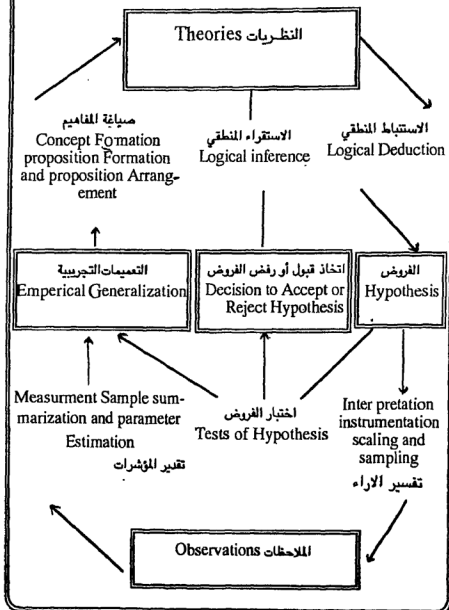 Theories النظريات
صياغة المفاهيم
Concept Formation
proposition Formation
and proposition Arrang-
ement
الاستقراء المنطقي
Logical inference
الاستنباط المنطقي
Logical Deduction
التعميمات التجريبية
Emperical Generalization
اتخاذ قبول أو رفض الفروض
Decision to Accept or
Reject Hypothesis
الفروض
Hypothesis
Measurment Sample sum-
marization and parameter
Estimation
تقدير المؤشرات
اختبار الفروض
Tests of Hypothesis
Inter pretation
instrumentation
scaling and
sampling
تفسير الاراء
Observations الملاحظات